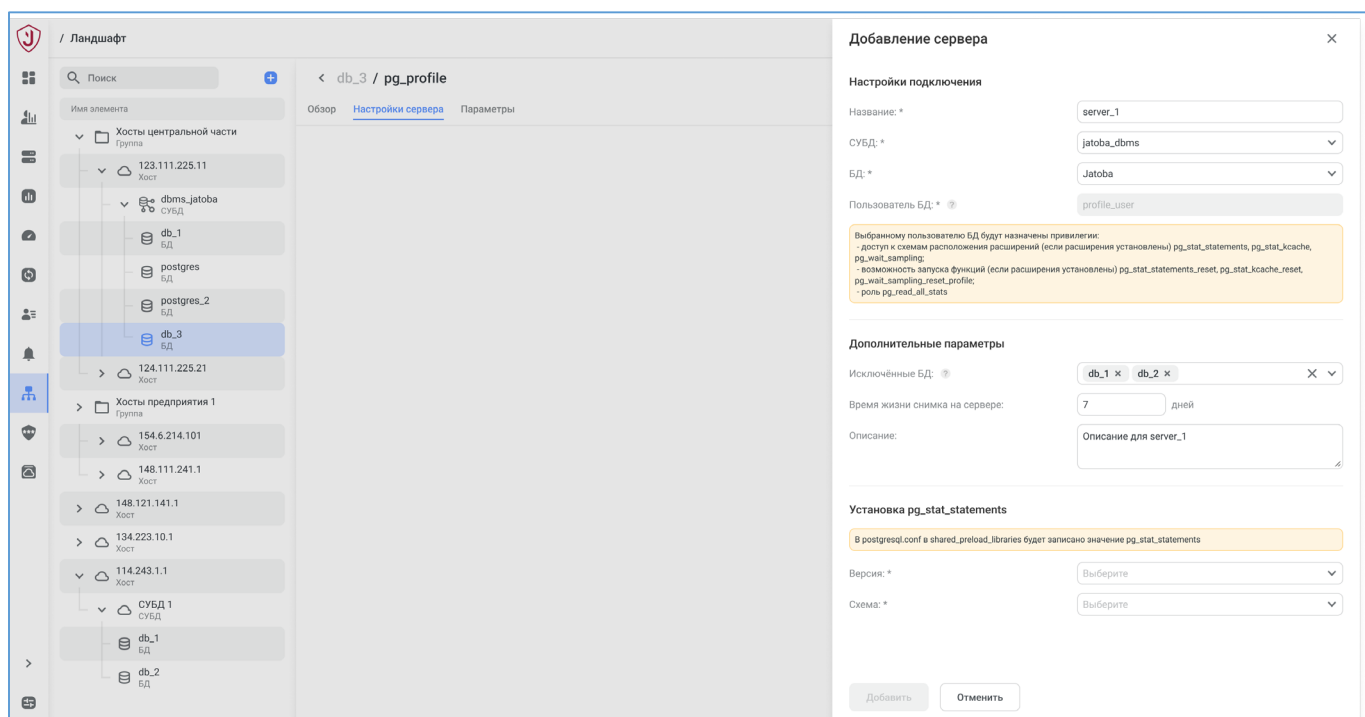 / Ландшафт
Поиск
Имя элемента
Хосты центральной части
Группа
123.111.225.11
Хост
dbms_jatoba
СУБД
db_1
БД
postgres
БД
postgres_2
БД
db_3
БД
124.111.225.21
Хост
Хосты предприятия 1
Группа
154.6.214.101
Хост
148.111.241.1
Хост
148.121.141.1
Хост
134.223.10.1
Хост
114.243.1.1
Хост
СУБД 1
СУБД
db_1
БД
db_2
БД
db_3 / pg_profile
Обзор Настройки сервера Параметры
Добавление сервера
Настройки подключения
Название: * server_1
СУБД: * jatoba_dbms
БД: * Jatoba
Пользователь БД: * ? profile_user
Выбранному пользователю БД будут назначены привилегии:
- доступ к схемам расположения расширений (если расширения установлены) pg_stat_statements, pg_stat_kcache,
pg_wait_sampling;
- возможность запуска функций (если расширения установлены) pg_stat_statements_reset, pg_stat_kcache_reset,
pg_wait_sampling_reset_profile;
- роль pg_read_all_stats
Дополнительные параметры
Исключённые БД: ? db_1 × db_2 ×
Время жизни снимка на сервере: 7 дней
Описание: Описание для server_1
Установка pg_stat_statements
В postgresql.conf в shared_preload_libraries будет записано значение pg_stat_statements
Версия: * Выберите
Схема: * Выберите
Добавить Отменить